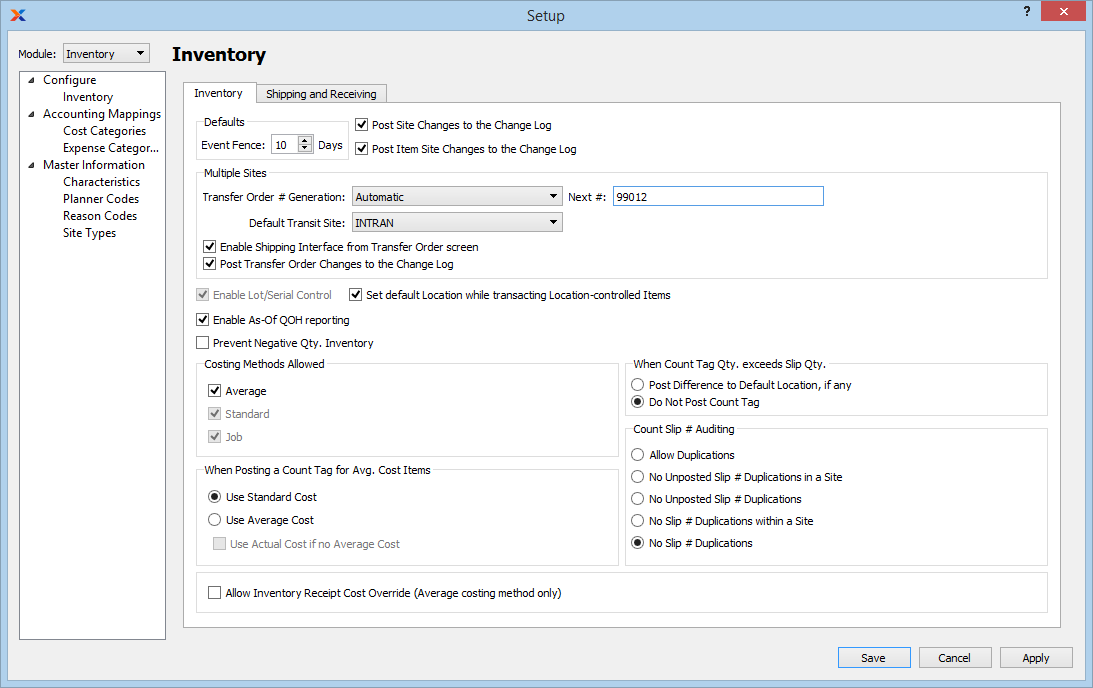 Setup
?
Module: Inventory
Inventory
Configure
Inventory
Accounting Mappings
Cost Categories
Expense Categor...
Master Information
Characteristics
Planner Codes
Reason Codes
Site Types
Inventory
Shipping and Receiving
Defaults
Event Fence: 10 Days
Post Site Changes to the Change Log
Post Item Site Changes to the Change Log
Multiple Sites
Transfer Order # Generation: Automatic Next #: 99012
Default Transit Site: INTRAN
Enable Shipping Interface from Transfer Order screen
Post Transfer Order Changes to the Change Log
Enable Lot/Serial Control
Set default Location while transacting Location-controlled Items
Enable As-Of QOH reporting
Prevent Negative Qty. Inventory
Costing Methods Allowed
Average
Standard
Job
When Posting a Count Tag for Avg. Cost Items
Use Standard Cost
Use Average Cost
Use Actual Cost if no Average Cost
When Count Tag Qty. exceeds Slip Qty.
Post Difference to Default Location, if any
Do Not Post Count Tag
Count Slip # Auditing
Allow Duplications
No Unposted Slip # Duplications in a Site
No Unposted Slip # Duplications
No Slip # Duplications within a Site
No Slip # Duplications
Allow Inventory Receipt Cost Override (Average costing method only)
Save
Cancel
Apply